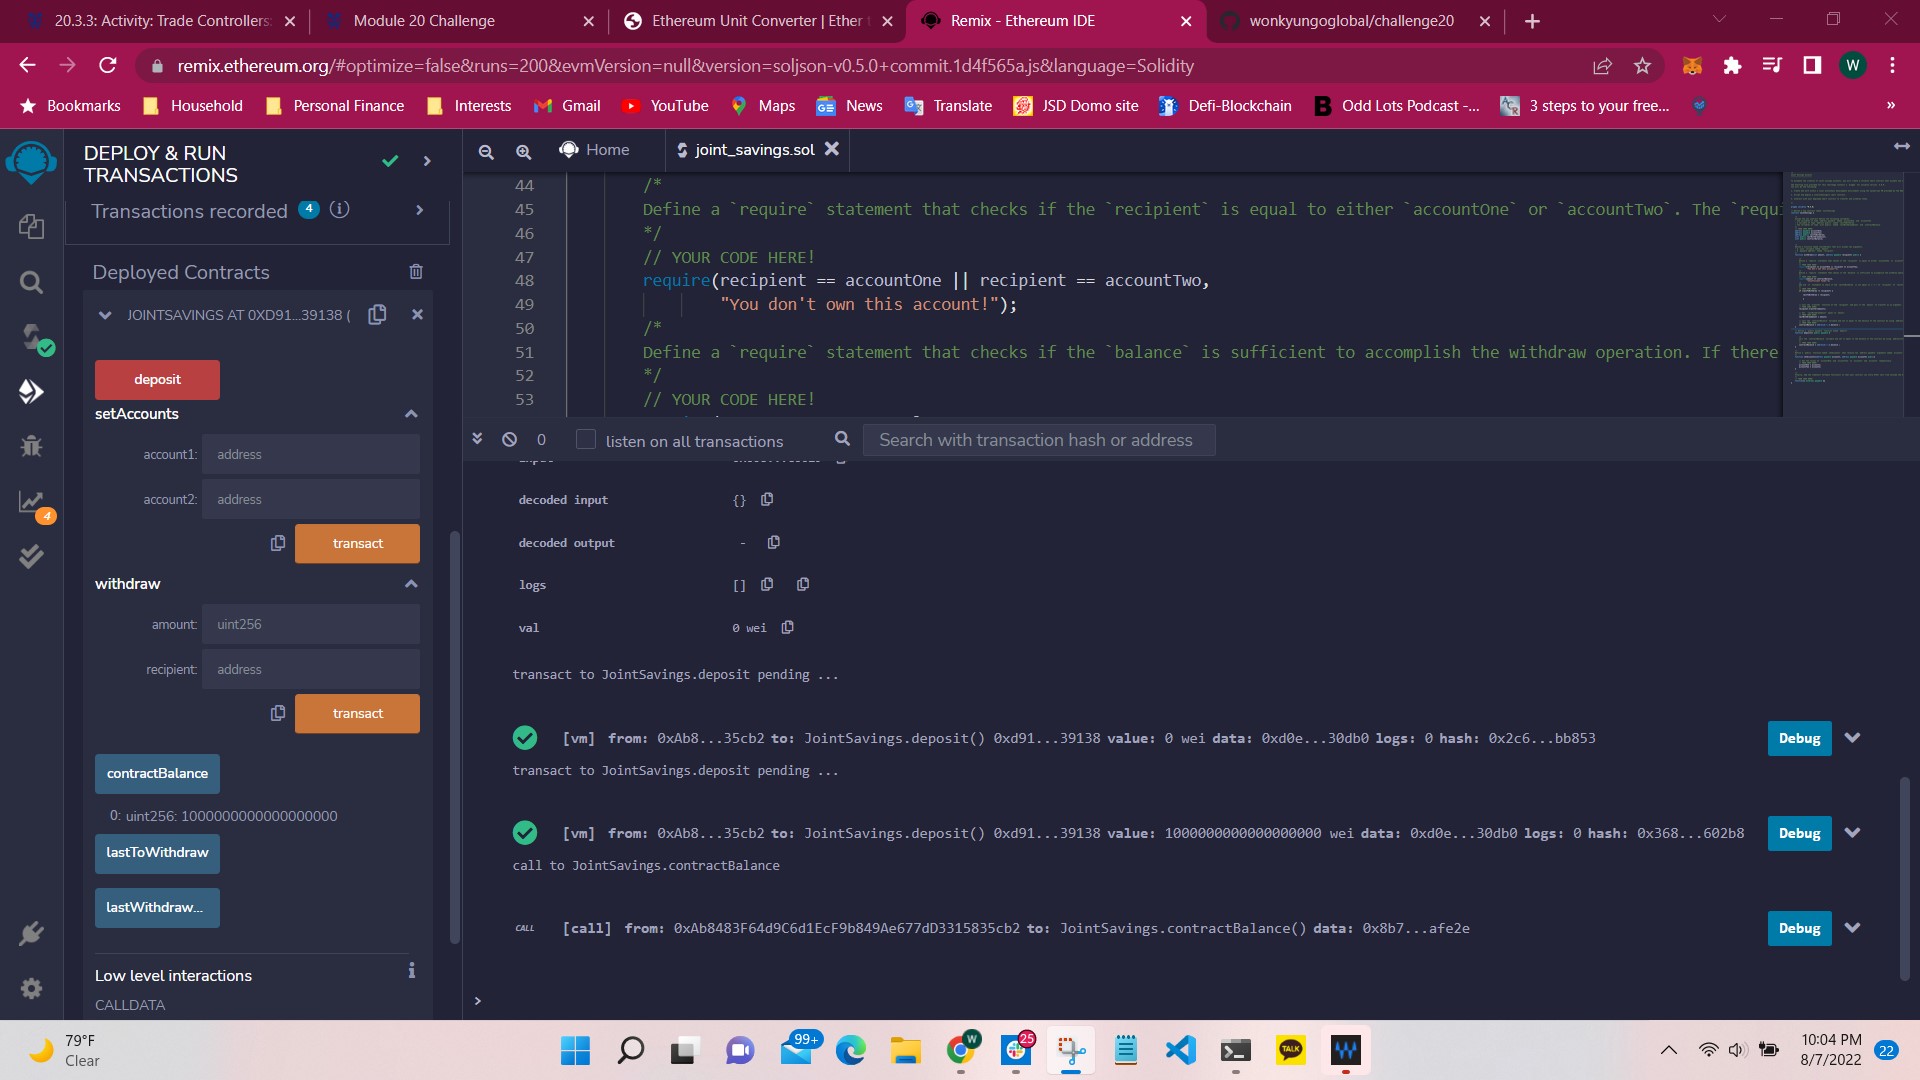 20.3.3: Activity: Trade Controllers:
Module 20 Challenge
Ethereum Unit Converter | Ether
Remix - Ethereum IDE
wonkyungoglobal/challenge20
remix.ethereum.org/#optimize=false&runs=200&evmVersion=null&version=soljson-v0.5.0+commit.1d4f565a.js&language=Solidity
W
Bookmarks
Household
Personal Finance
Interests
Gmail
YouTube
Maps
News
Translate
JSD Domo site
Defi-Blockchain
Odd Lots Podcast -...
3 steps to your free...
»
DEPLOY & RUN
TRANSACTIONS
Transactions recorded 4 i
Deployed Contracts
JOINTSAVINGS AT 0XD91...39138 (
deposit
setAccounts
account1: address
account2: address
transact
withdraw
amount: uint256
recipient: address
transact
contractBalance
0: uint256: 1000000000000000000
lastToWithdraw
lastWithdraw...
Low level interactions
CALLDATA
4
Home
joint_savings.sol
44 /*
45 Define a `require` statement that checks if the `recipient` is equal to either `accountOne` or `accountTwo`. The `requi
46 */
47 // YOUR CODE HERE!
48 require(recipient == accountOne || recipient == accountTwo,
49 "You don't own this account!");
50 /*
51 Define a `require` statement that checks if the `balance` is sufficient to accomplish the withdraw operation. If there
52 */
53 // YOUR CODE HERE!
0
listen on all transactions
Search with transaction hash or address
decoded input {}
decoded output -
logs []
val 0 wei
transact to JointSavings.deposit pending ...
[vm] from: 0xAb8...35cb2 to: JointSavings.deposit() 0xd91...39138 value: 0 wei data: 0xd0e...30db0 logs: 0 hash: 0x2c6...bb853
Debug
transact to JointSavings.deposit pending ...
[vm] from: 0xAb8...35cb2 to: JointSavings.deposit() 0xd91...39138 value: 1000000000000000000 wei data: 0xd0e...30db0 logs: 0 hash: 0x368...602b8
Debug
call to JointSavings.contractBalance
CALL [call] from: 0xAb8483F64d9C6d1EcF9b849Ae677dD3315835cb2 to: JointSavings.contractBalance() data: 0x8b7...afe2e
Debug
>
79°F
Clear
99+
W
25
TALK
10:04 PM
8/7/2022
22